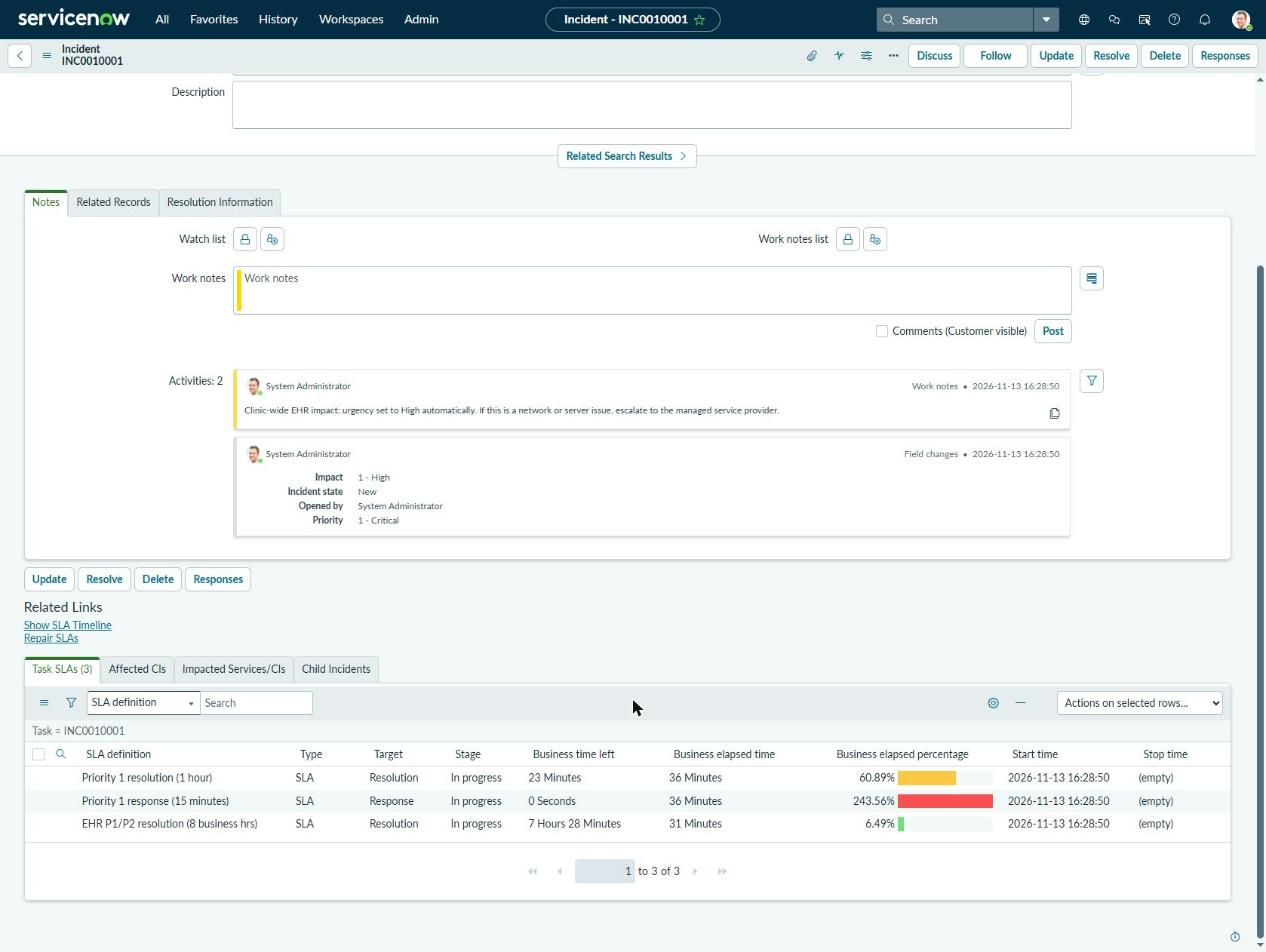 servicenow All Favorites History Workspaces Admin Incident - INC0010001 Search
Incident
INC0010001
Discuss Follow Update Resolve Delete Responses
Description
Related Search Results
Notes Related Records Resolution Information
Watch list Work notes list
Work notes Work notes
Comments (Customer visible) Post
Activities: 2
System Administrator Work notes • 2026-11-13 16:28:50
Clinic-wide EHR impact: urgency set to High automatically. If this is a network or server issue, escalate to the managed service provider.
System Administrator Field changes • 2026-11-13 16:28:50
Impact 1 - High
Incident state New
Opened by System Administrator
Priority 1 - Critical
Update Resolve Delete Responses
Related Links
Show SLA Timeline
Repair SLAs
Task SLAs (3) Affected CIs Impacted Services/CIs Child Incidents
SLA definition Search Actions on selected rows...
Task = INC0010001
SLA definition Type Target Stage Business time left Business elapsed time Business elapsed percentage Start time Stop time
Priority 1 resolution (1 hour) SLA Resolution In progress 23 Minutes 36 Minutes 60.89% 2026-11-13 16:28:50 (empty)
Priority 1 response (15 minutes) SLA Response In progress 0 Seconds 36 Minutes 243.56% 2026-11-13 16:28:50 (empty)
EHR P1/P2 resolution (8 business hrs) SLA Resolution In progress 7 Hours 28 Minutes 31 Minutes 6.49% 2026-11-13 16:28:50 (empty)
1 to 3 of 3